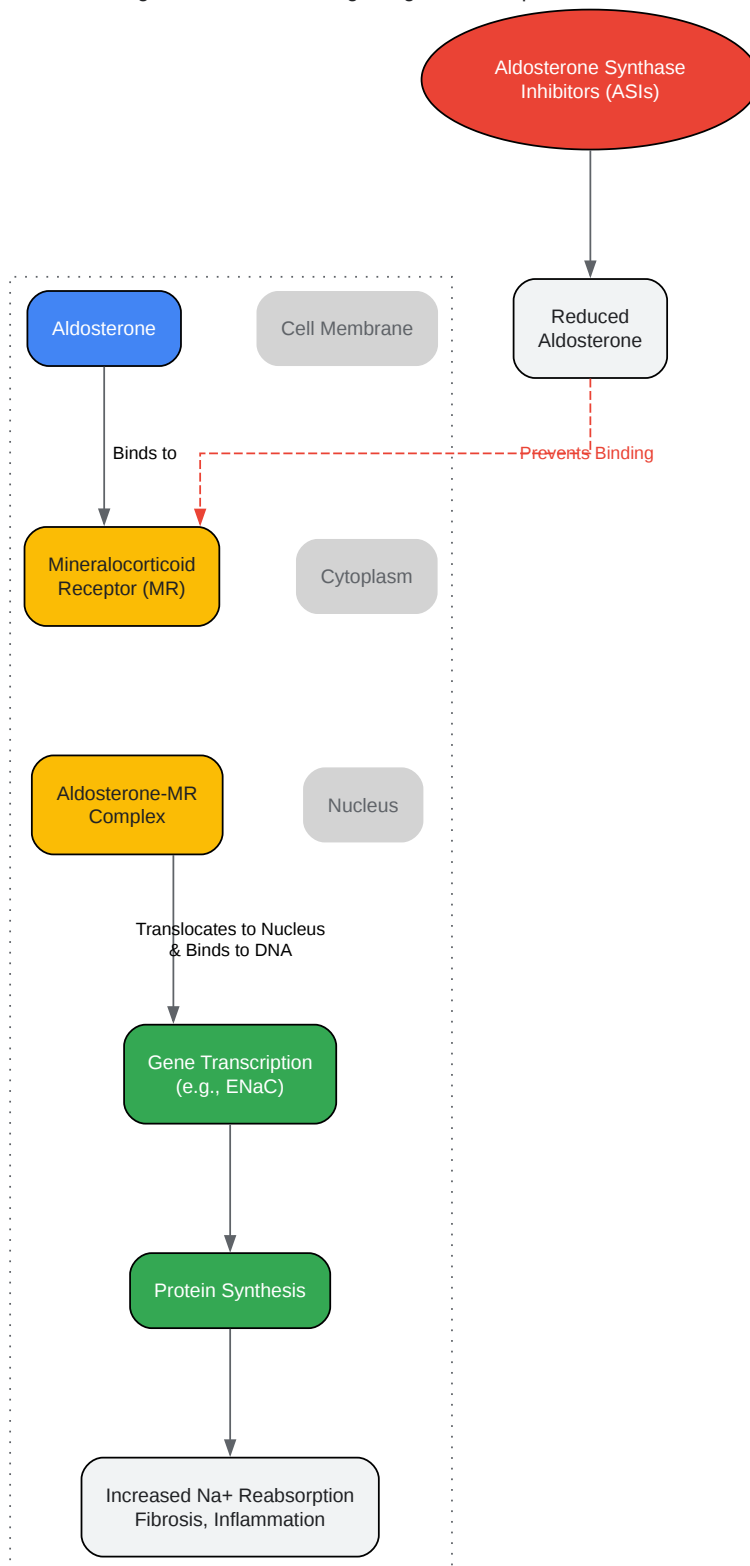 Aldosterone Synthase
Inhibitors (ASIs)
Aldosterone
Cell Membrane
Reduced
Aldosterone
Binds to
Prevents Binding
Mineralocorticoid
Receptor (MR)
Cytoplasm
Aldosterone-MR
Complex
Nucleus
Translocates to Nucleus
& Binds to DNA
Gene Transcription
(e.g., ENaC)
Protein Synthesis
Increased Na+ Reabsorption
Fibrosis, Inflammation